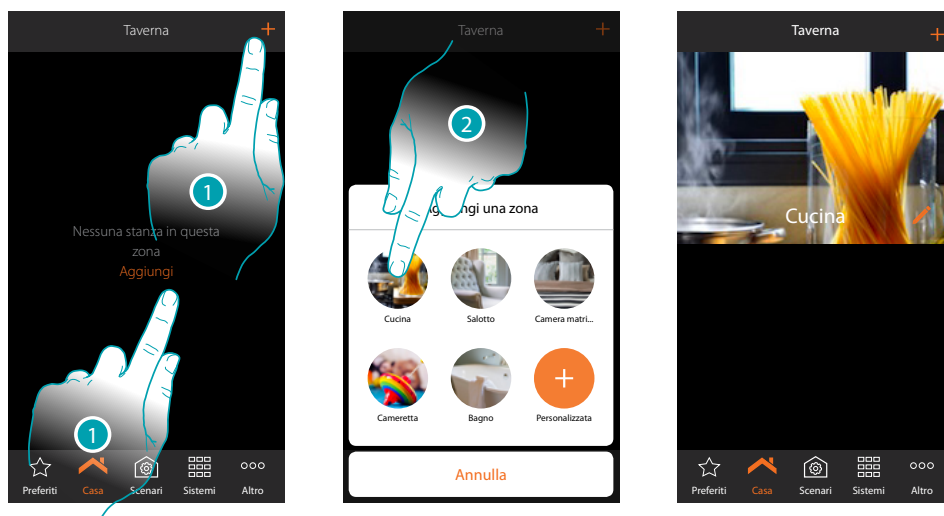 Taverna
+
1
Nessuna stanza in questa
zona
Aggiungi
1
Preferiti
Casa
Scenari
Sistemi
Altro
Taverna
+
2
ngi una zona
Cucina
Salotto
Camera matri...
Cameretta
Bagno
Personalizzata
Annulla
Taverna
+
Cucina
Preferiti
Casa
Scenari
Sistemi
Altro